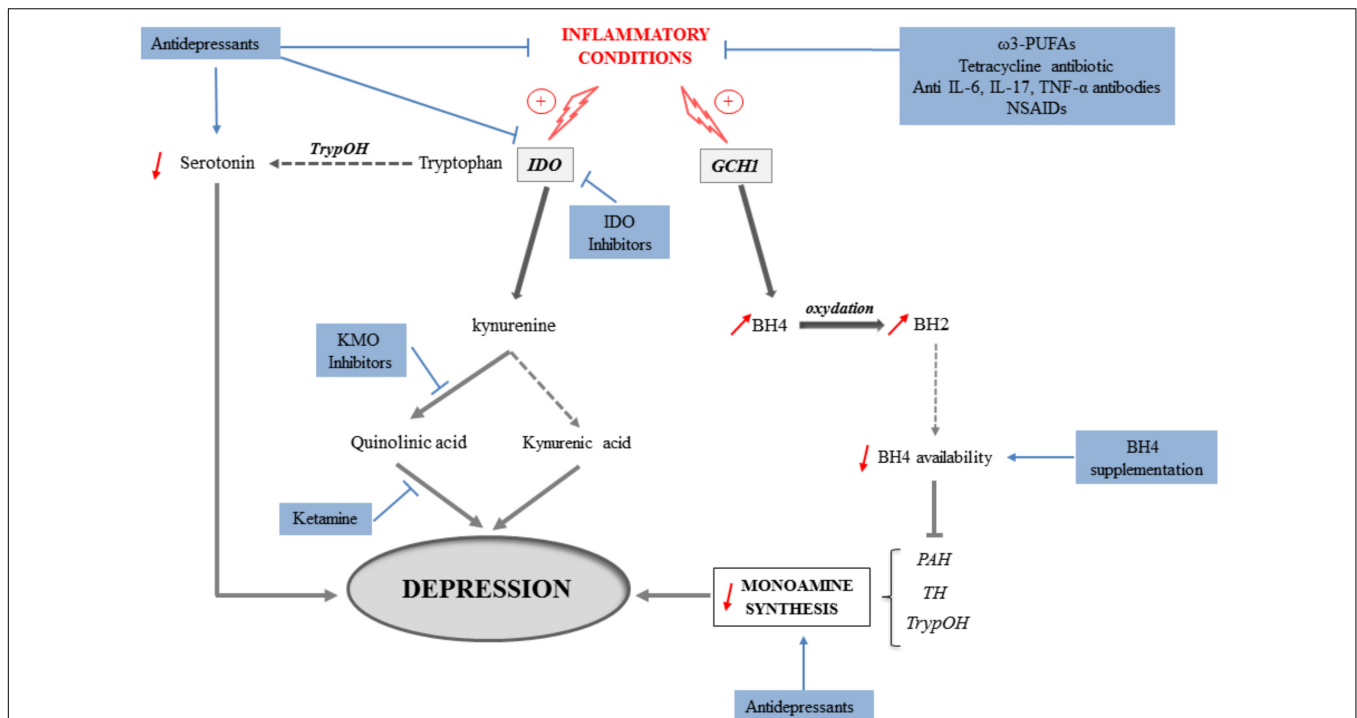 Antidepressants
INFLAMMATORY
CONDITIONS
ω3-PUFAs
Tetracycline antibiotic
Anti IL-6, IL-17, TNF-α antibodies
NSAIDs
+
+
Serotonin
TrypOH
Tryptophan
IDO
GCH1
IDO
Inhibitors
kynurenine
BH4
oxydation
BH2
KMO
Inhibitors
Quinolinic acid
Kynurenic acid
BH4 availability
BH4
supplementation
Ketamine
DEPRESSION
MONOAMINE
SYNTHESIS
PAH
TH
TrypOH
Antidepressants